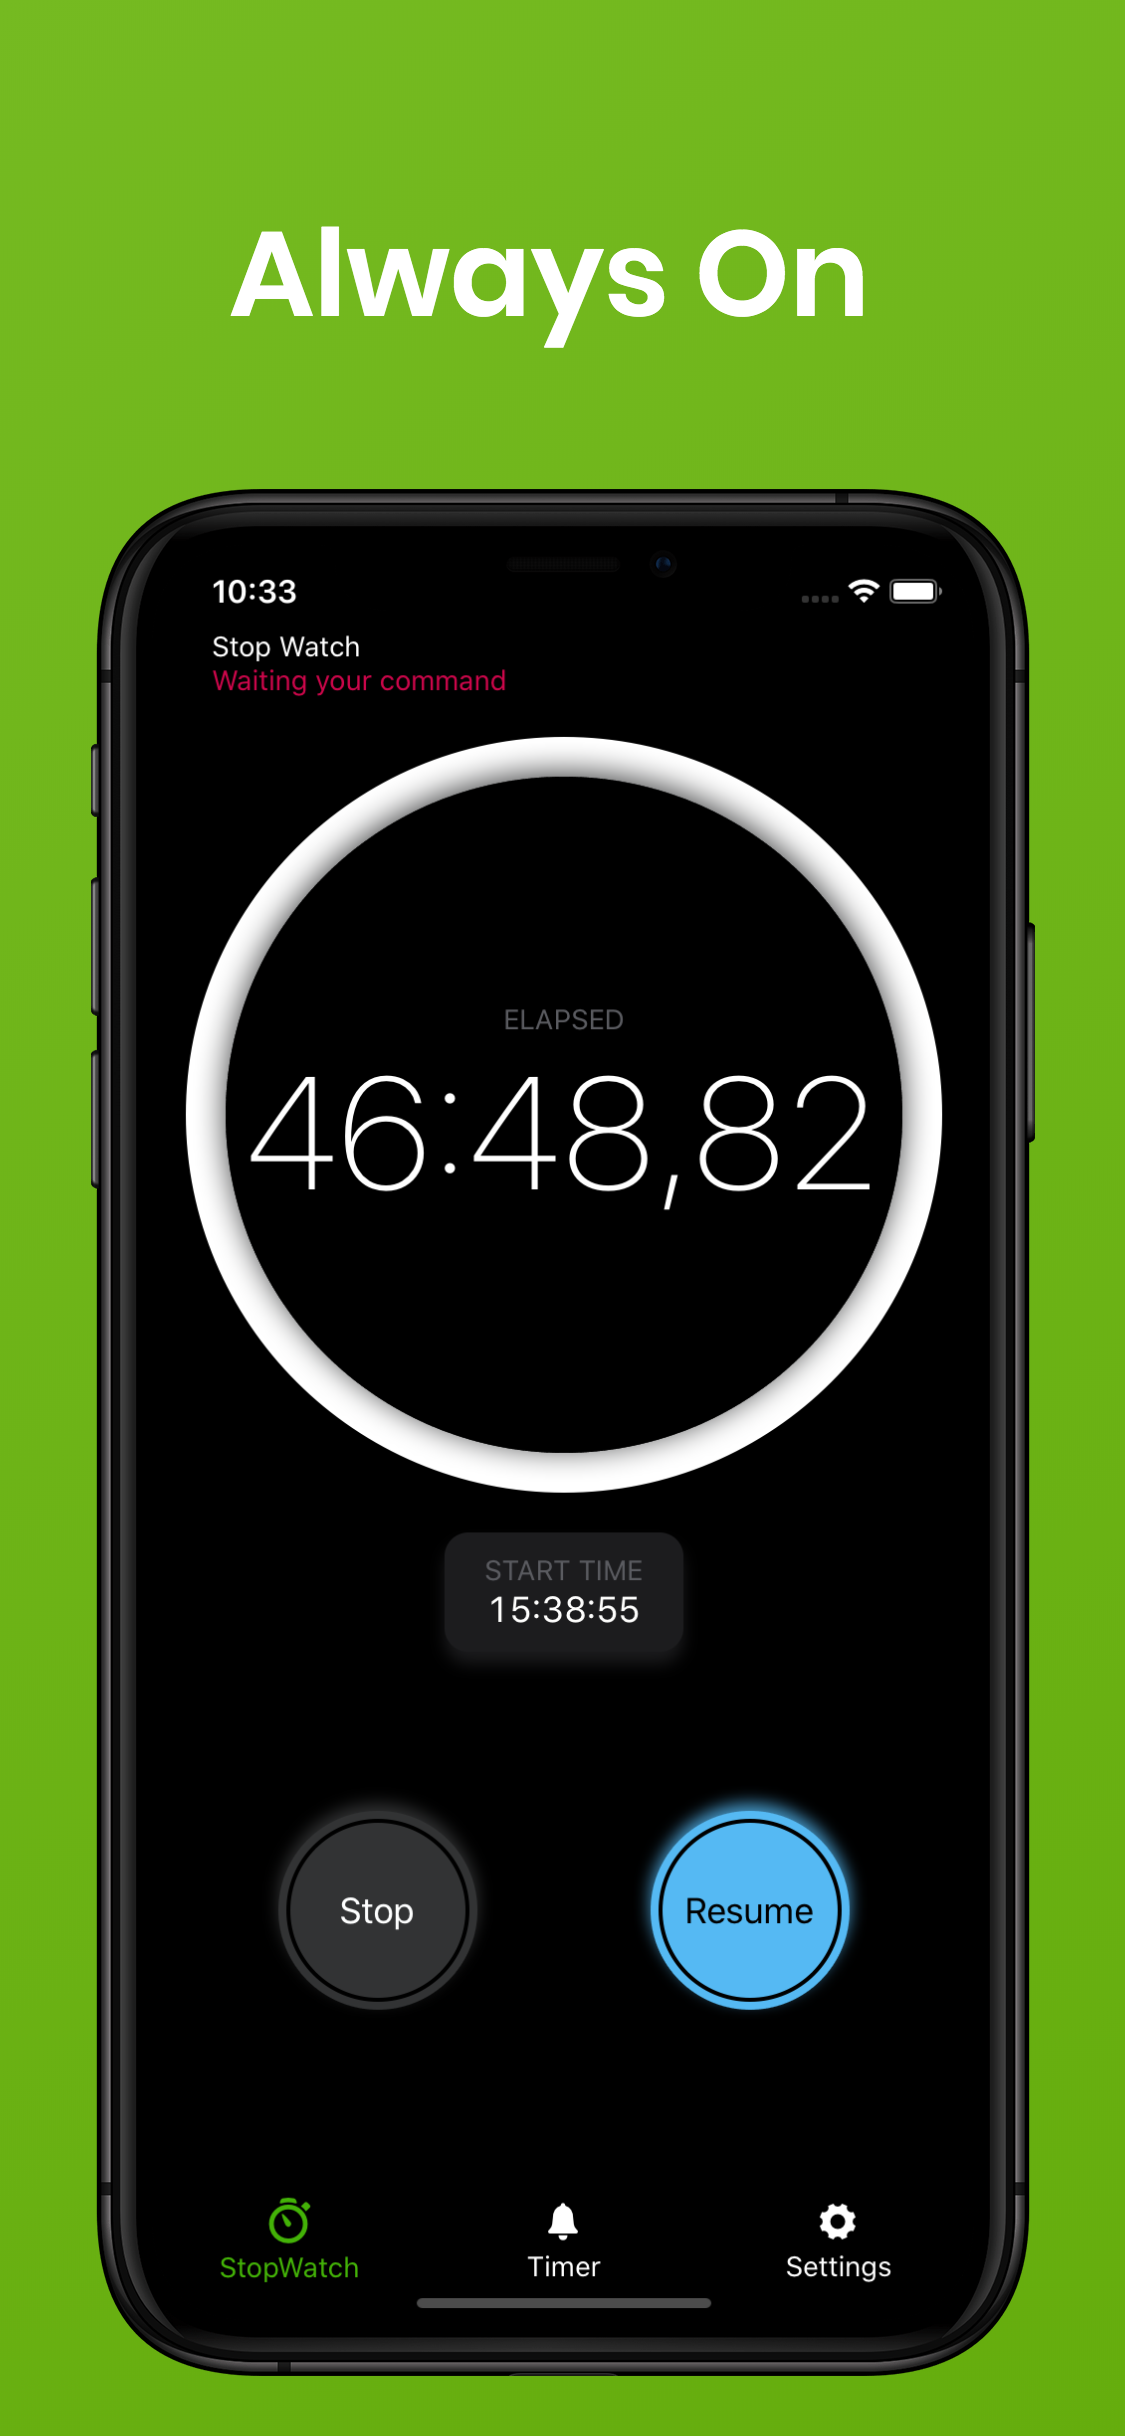 Always On
10:33
Stop Watch
Waiting your command
ELAPSED
46:48,82
START TIME
15:38:55
Stop
Resume
StopWatch
Timer
Settings